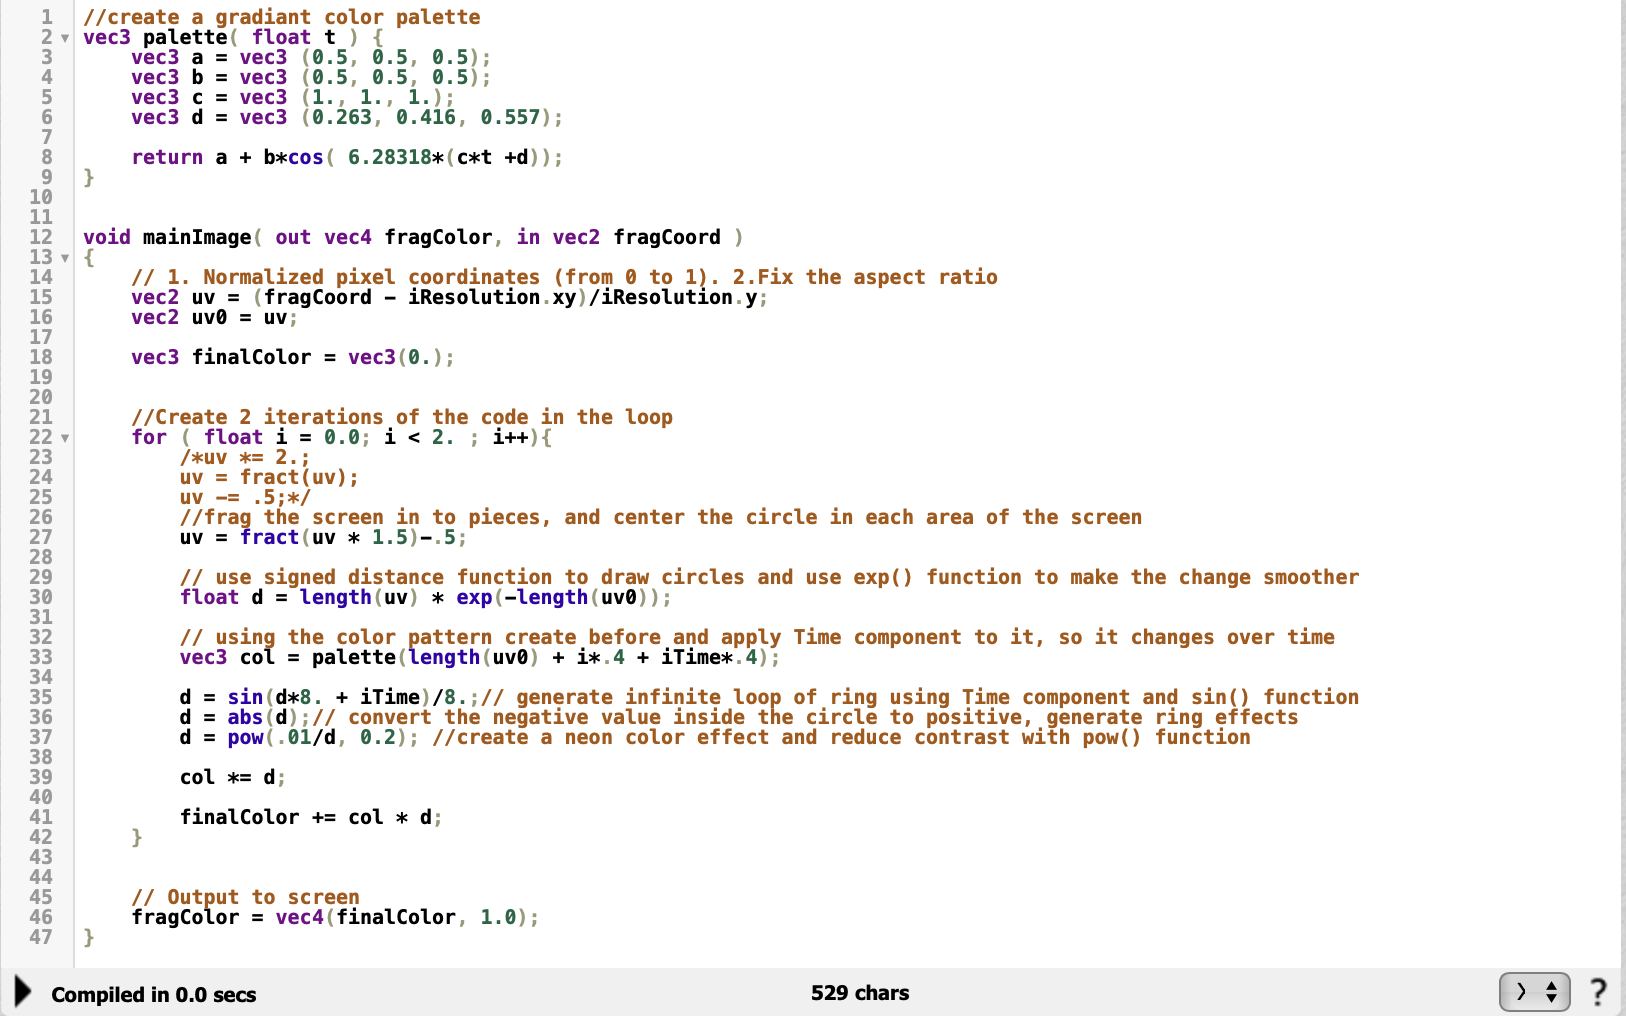 1 //create a gradiant color palette
2 vec3 palette( float t ) {
3 vec3 a = vec3 (0.5, 0.5, 0.5);
4 vec3 b = vec3 (0.5, 0.5, 0.5);
5 vec3 c = vec3 (1., 1., 1.);
6 vec3 d = vec3 (0.263, 0.416, 0.557);
7
8 return a + b*cos( 6.28318*(c*t +d));
9 }
10
11
12 void mainImage( out vec4 fragColor, in vec2 fragCoord )
13 {
14 // 1. Normalized pixel coordinates (from 0 to 1). 2.Fix the aspect ratio
15 vec2 uv = (fragCoord - iResolution.xy)/iResolution.y;
16 vec2 uv0 = uv;
17
18 vec3 finalColor = vec3(0.);
19
20
21 //Create 2 iterations of the code in the loop
22 for ( float i = 0.0; i < 2. ; i++){
23 /*uv *= 2.;
24 uv = fract(uv);
25 uv -= .5;*/
26 //frag the screen in to pieces, and center the circle in each area of the screen
27 uv = fract(uv * 1.5)-.5;
28
29 // use signed distance function to draw circles and use exp() function to make the change smoother
30 float d = length(uv) * exp(-length(uv0));
31
32 // using the color pattern create before and apply Time component to it, so it changes over time
33 vec3 col = palette(length(uv0) + i*.4 + iTime*.4);
34
35 d = sin(d*8. + iTime)/8.;// generate infinite loop of ring using Time component and sin() function
36 d = abs(d);// convert the negative value inside the circle to positive, generate ring effects
37 d = pow(.01/d, 0.2); //create a neon color effect and reduce contrast with pow() function
38
39 col *= d;
40
41 finalColor += col * d;
42 }
43
44
45 // Output to screen
46 fragColor = vec4(finalColor, 1.0);
47 }
Compiled in 0.0 secs 529 chars ?